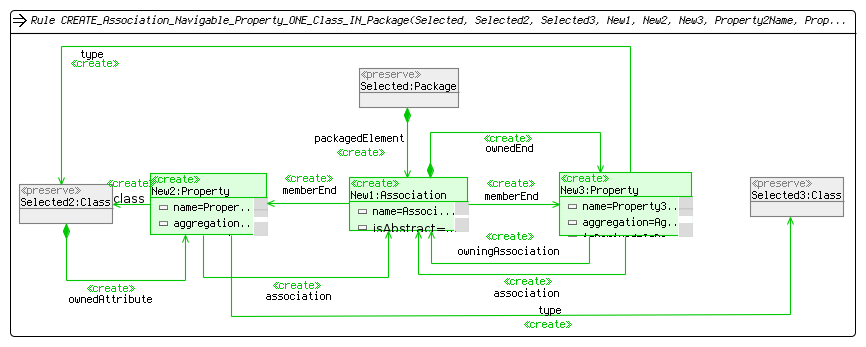 Rule CREATE_Association_Navigable_Property_ONE_Class_IN_Package(Selected, Selected2, Selected3, New1, New2, New3, Property2Name, Prop...
type
«create»
«preserve»
Selected:Package
packagedElement
«create»
«create»
ownedEnd
«preserve»
Selected2:Class
«create»
class
«create»
New2:Property
name=Proper...
aggregation...
«create»
memberEnd
«create»
New1:Association
name=Associ...
isAbstract=...
«create»
memberEnd
«create»
New3:Property
name=Property3...
aggregation=Ag...
«preserve»
Selected3:Class
«create»
owningAssociation
«create»
ownedAttribute
«create»
association
«create»
association
type
«create»